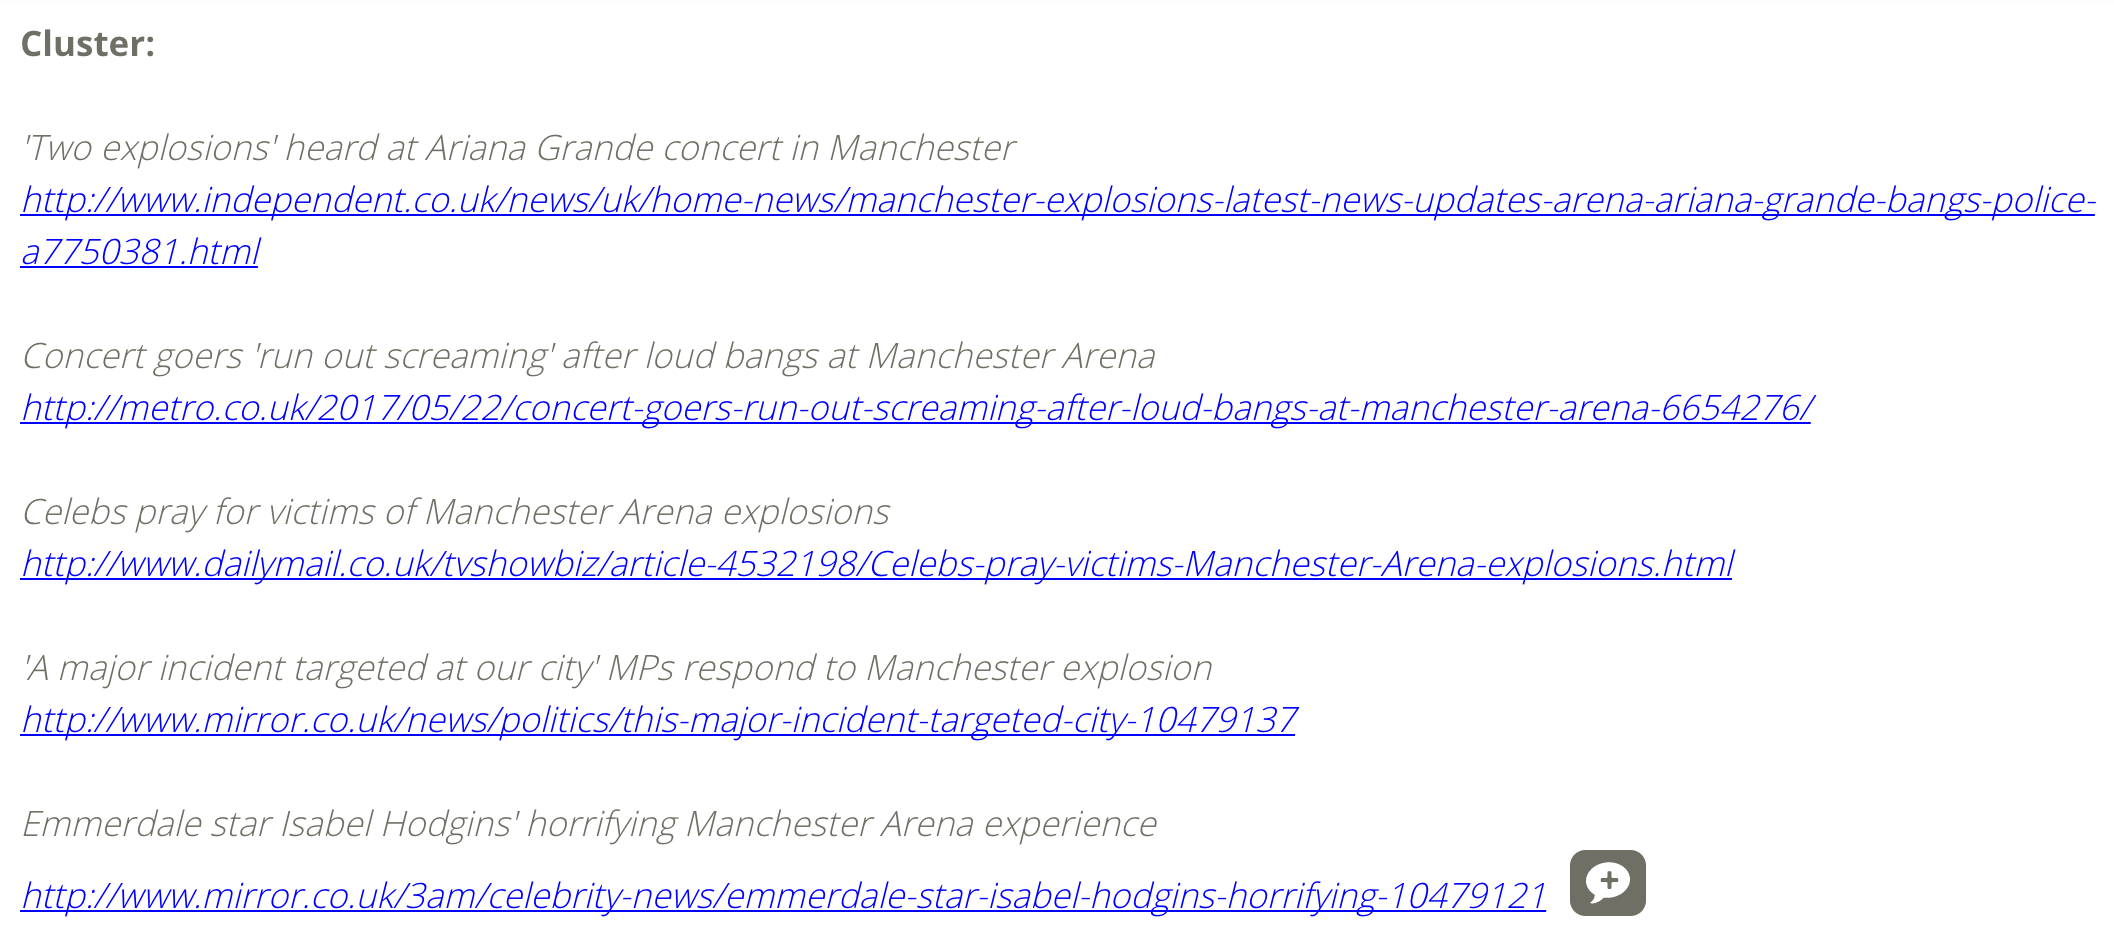 Cluster:
'Two explosions' heard at Ariana Grande concert in Manchester
http://www.independent.co.uk/news/uk/home-news/manchester-explosions-latest-news-updates-arena-ariana-grande-bangs-police-
a7750381.html
Concert goers 'run out screaming' after loud bangs at Manchester Arena
http://metro.co.uk/2017/05/22/concert-goers-run-out-screaming-after-loud-bangs-at-manchester-arena-6654276/
Celebs pray for victims of Manchester Arena explosions
http://www.dailymail.co.uk/tvshowbiz/article-4532198/Celebs-pray-victims-Manchester-Arena-explosions.html
'A major incident targeted at our city' MPs respond to Manchester explosion
http://www.mirror.co.uk/news/politics/this-major-incident-targeted-city-10479137
Emmerdale star Isabel Hodgins' horrifying Manchester Arena experience
http://www.mirror.co.uk/3am/celebrity-news/emmerdale-star-isabel-hodgins-horrifying-10479121